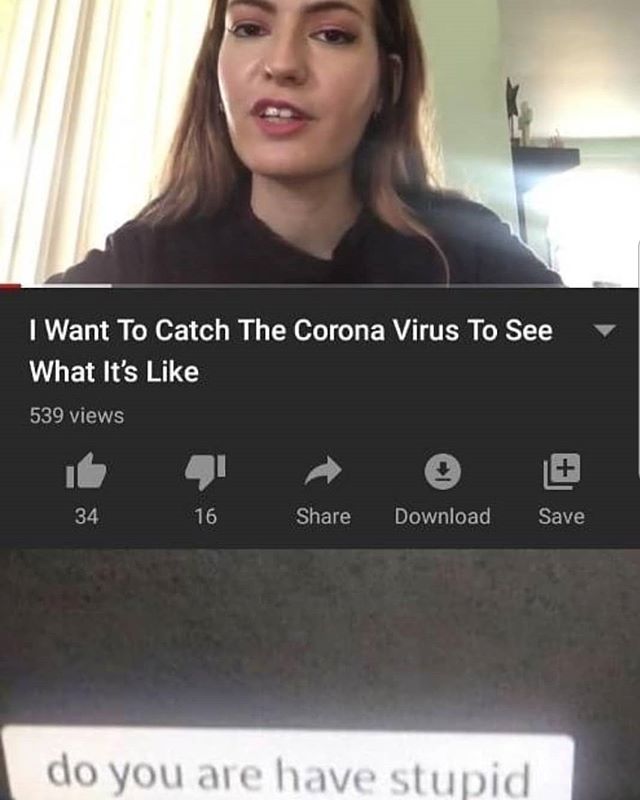 I Want To Catch The Corona Virus To See
What It's Like
539 views
34
16
Share
Download
Save
do you are have stupid